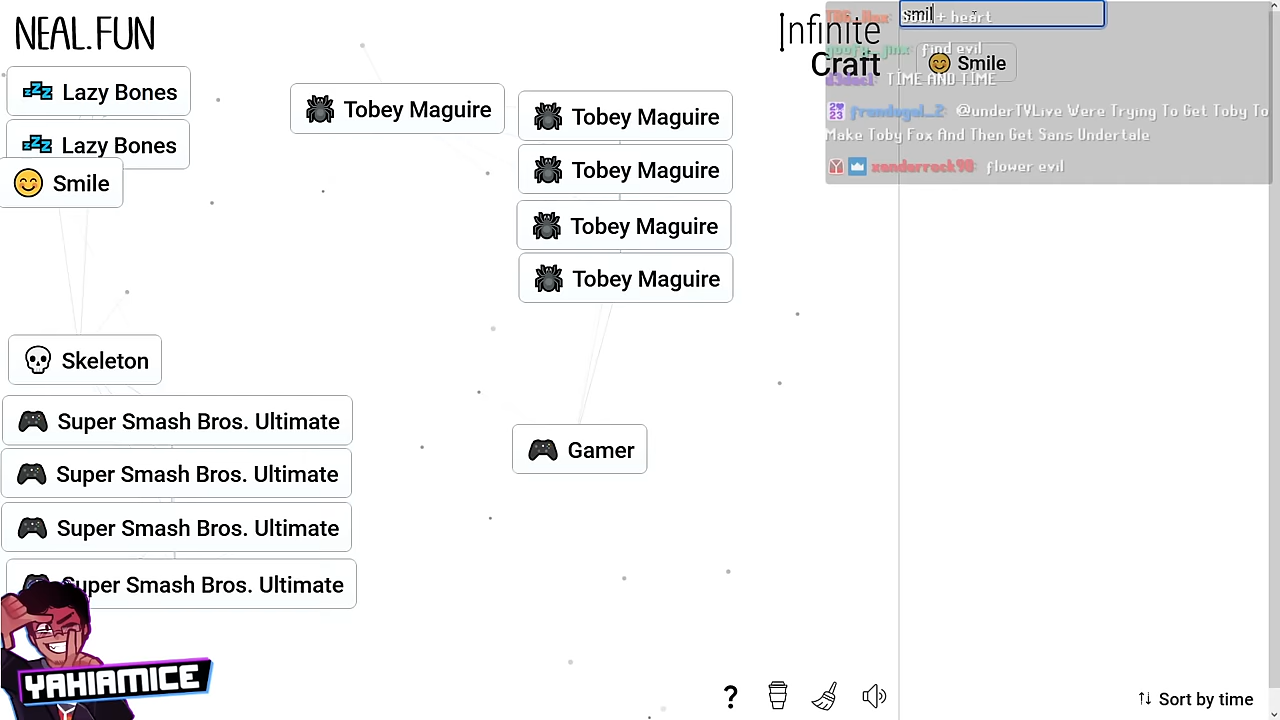 NEAL.FUN
Infinite
Craft
Lazy Bones
Lazy Bones
Smile
Tobey Maguire
Tobey Maguire
Tobey Maguire
Tobey Maguire
Tobey Maguire
Skeleton
Super Smash Bros. Ultimate
Super Smash Bros. Ultimate
Super Smash Bros. Ultimate
Super Smash Bros. Ultimate
Gamer
smil
+ heart
find evil
Smile
TIME AND TIME
frandogal_2: @underTVLive Were Trying To Get Toby To
Make Toby Fox And Then Get Sans Undertale
xanderrock90: flower evil
YAHIAMICE
?
Sort by time